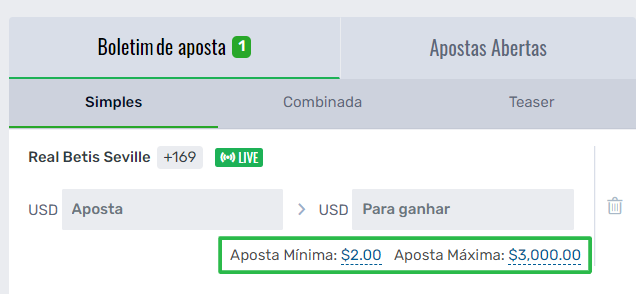 Boletim de aposta 1 Apostas Abertas
Simples Combinada Teaser
Real Betis Seville +169 LIVE
USD Aposta USD Para ganhar
Aposta Mínima: $2.00 Aposta Máxima: $3,000.00